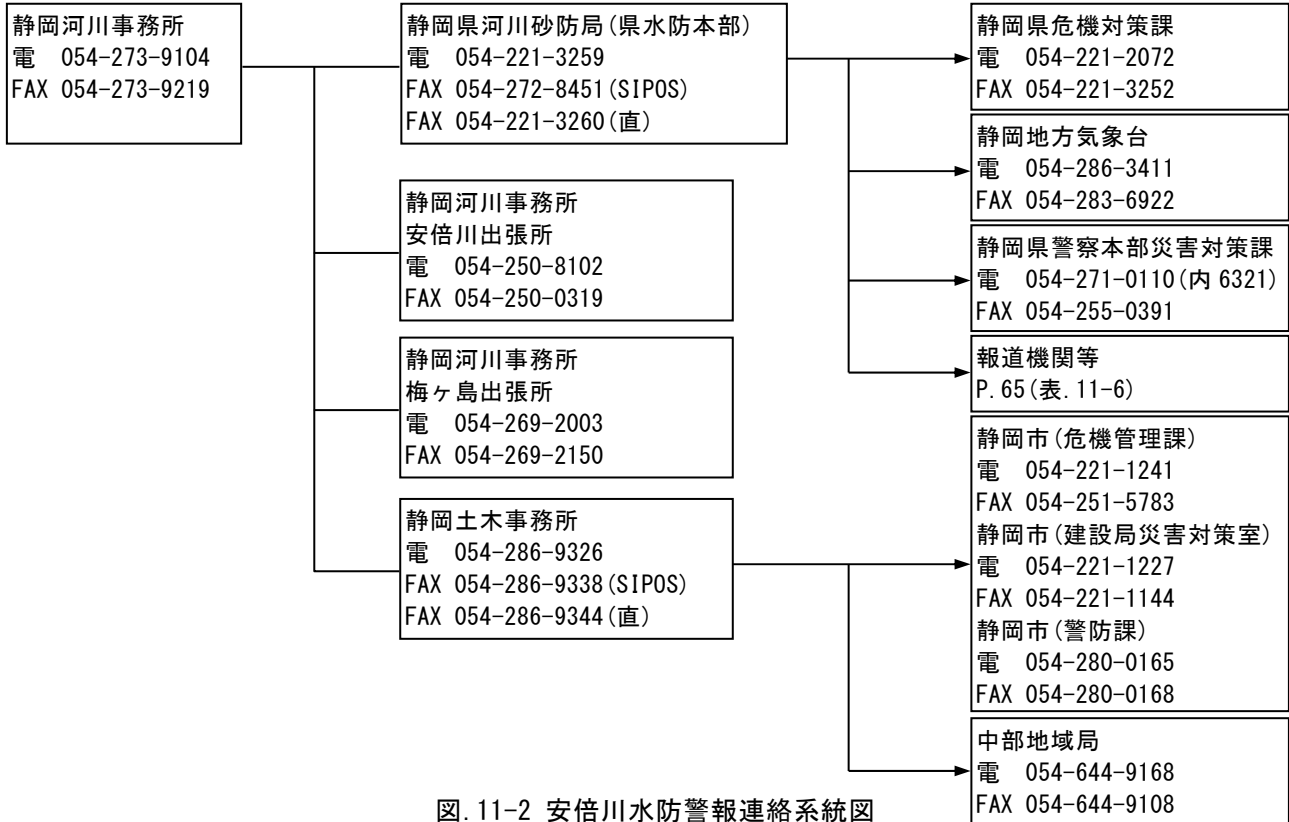 静岡河川事務所
電 054-273-9104
FAX 054-273-9219
静岡県河川砂防局(県水防本部)
電 054-221-3259
FAX 054-272-8451(SIPOS)
FAX 054-221-3260(直)
静岡河川事務所
安倍川出張所
電 054-250-8102
FAX 054-250-0319
静岡河川事務所
梅ヶ島出張所
電 054-269-2003
FAX 054-269-2150
静岡土木事務所
電 054-286-9326
FAX 054-286-9338(SIPOS)
FAX 054-286-9344(直)
静岡県危機対策課
電 054-221-2072
FAX 054-221-3252
静岡地方気象台
電 054-286-3411
FAX 054-283-6922
静岡県警察本部災害対策課
電 054-271-0110(内 6321)
FAX 054-255-0391
報道機関等
P.65(表.11-6)
静岡市(危機管理課)
電 054-221-1241
FAX 054-251-5783
静岡市(建設局災害対策室)
電 054-221-1227
FAX 054-221-1144
静岡市(警防課)
電 054-280-0165
FAX 054-280-0168
中部地域局
電 054-644-9168
FAX 054-644-9108
図.11-2 安倍川水防警報連絡系統図